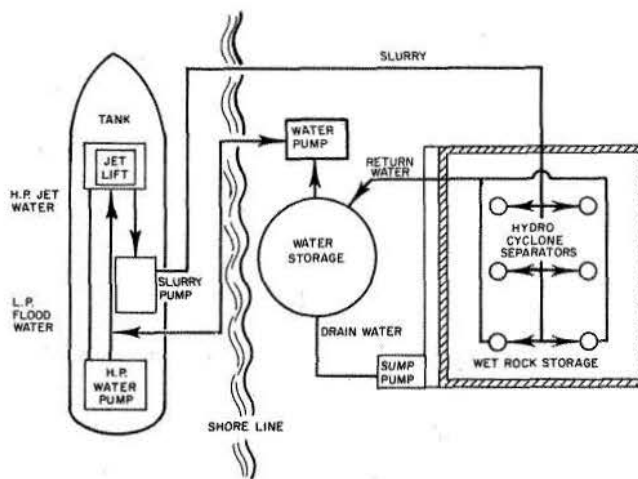 SLURRY
TANK
WATER
PUMP
JET
LIFT
RETURN
WATER
H.P. JET
WATER
HYDRO
CYCLONE
SEPARATORS
WATER
STORAGE
SLURRY
PUMP
L.P.
FLOOD
WATER
DRAIN WATER
WET ROCK STORAGE
H.P.
WATER
PUMP
SUMP
PUMP
SHORE LINE